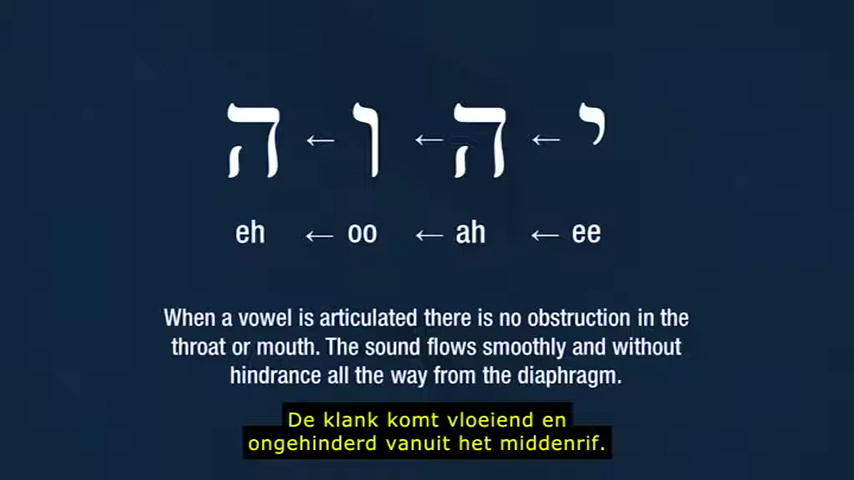 י ← ה ← ו ← ה
eh ← oo ← ah ← ee
When a vowel is articulated there is no obstruction in the
throat or mouth. The sound flows smoothly and without
hindrance all the way from the diaphragm.
De klank komt vloeiend en
ongehinderd vanuit het middenrif.